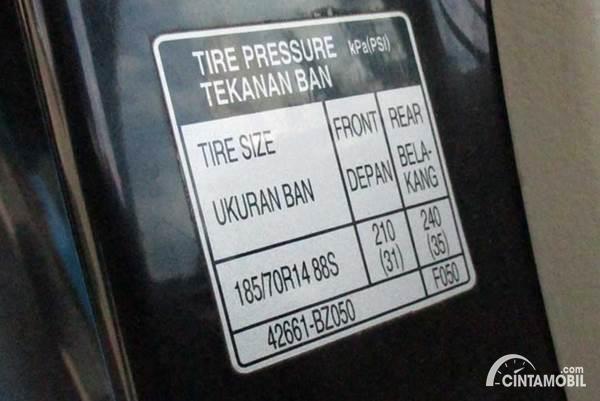 TIRE PRESSURE kPa(PSI)
TEKANAN BAN
TIRE SIZE FRONT REAR
UKURAN BAN DEPAN BELA-
KANG
185/70R14 88S 210 240
(31) (35)
42661-BZ050 F050
CINTAMOBIL.com